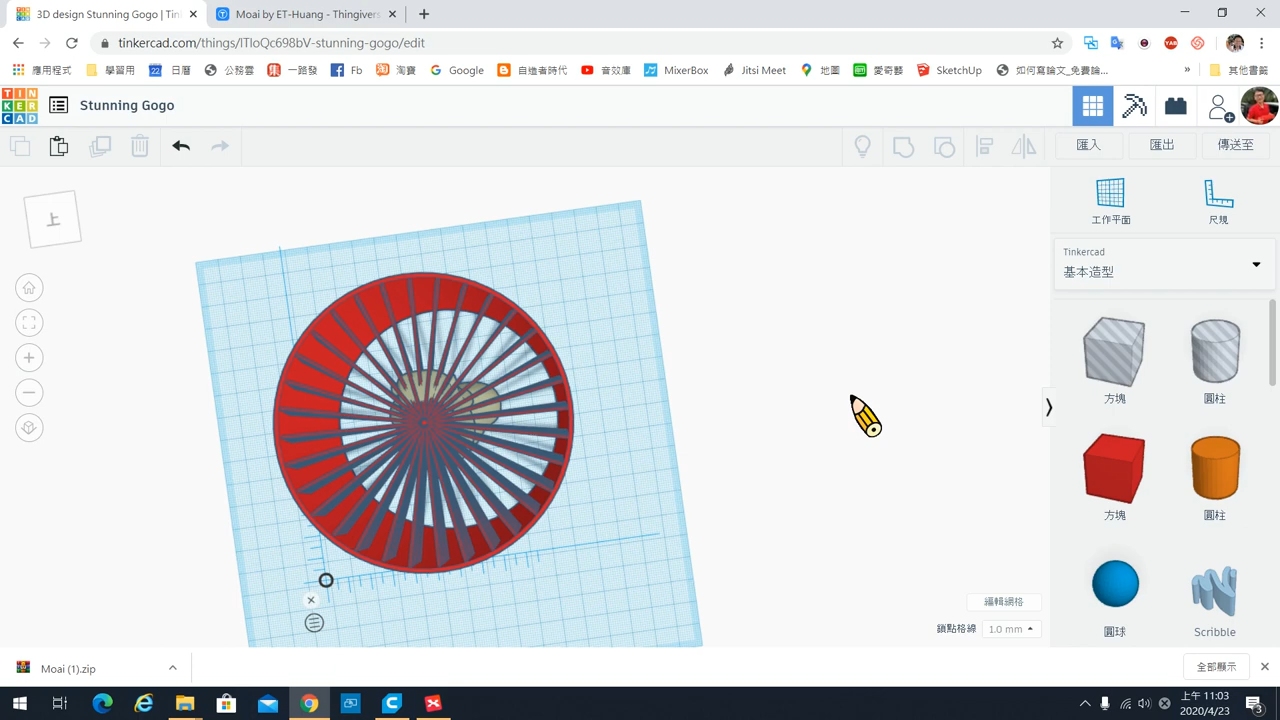 3D design Stunning Gogo | Tin
Moai by ET-Huang - Thingivers
tinkercad.com/things/lTIoQc698bV-stunning-gogo/edit
應用程式 學習用 22 日曆 公務雲 集 一路發 Fb 淘 淘寶 Google 自造者時代 音效庫 MixerBox Jitsi Meet 地圖 愛奇藝 SketchUp 如何寫論文_免費論... » 其他書籤
TIN
KER
CAD
Stunning Gogo
匯入 匯出 傳送至
上
工作平面 尺規
Tinkercad
基本造型
方塊 圓柱
方塊 圓柱
圓球 Scribble
編輯網格
鎖點格線 1.0 mm
Moai (1).zip
全部顯示
上午 11:03
2020/4/23
3